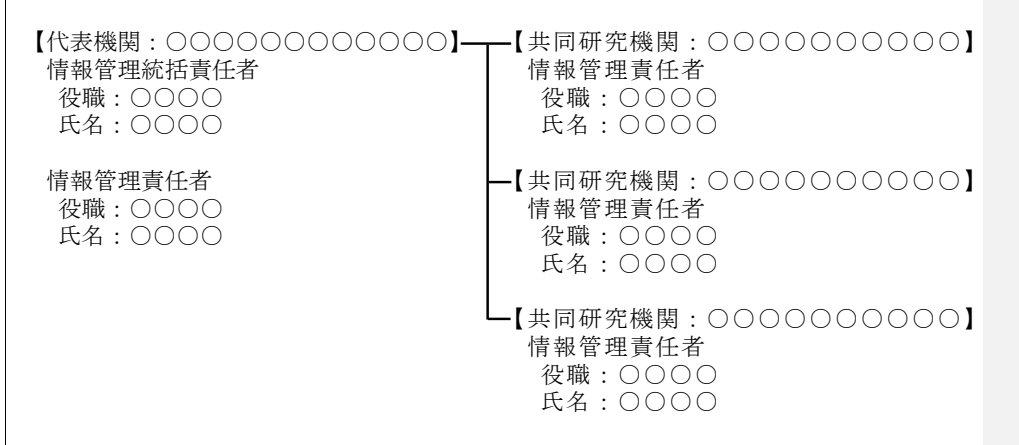 【代表機関：○○○○○○○○○○○○】
情報管理統括責任者
役職：○○○○
氏名：○○○○
情報管理責任者
役職：○○○○
氏名：○○○○
【共同研究機関：○○○○○○○○○○】
情報管理責任者
役職：○○○○
氏名：○○○○
【共同研究機関：○○○○○○○○○○】
情報管理責任者
役職：○○○○
氏名：○○○○
【共同研究機関：○○○○○○○○○○】
情報管理責任者
役職：○○○○
氏名：○○○○